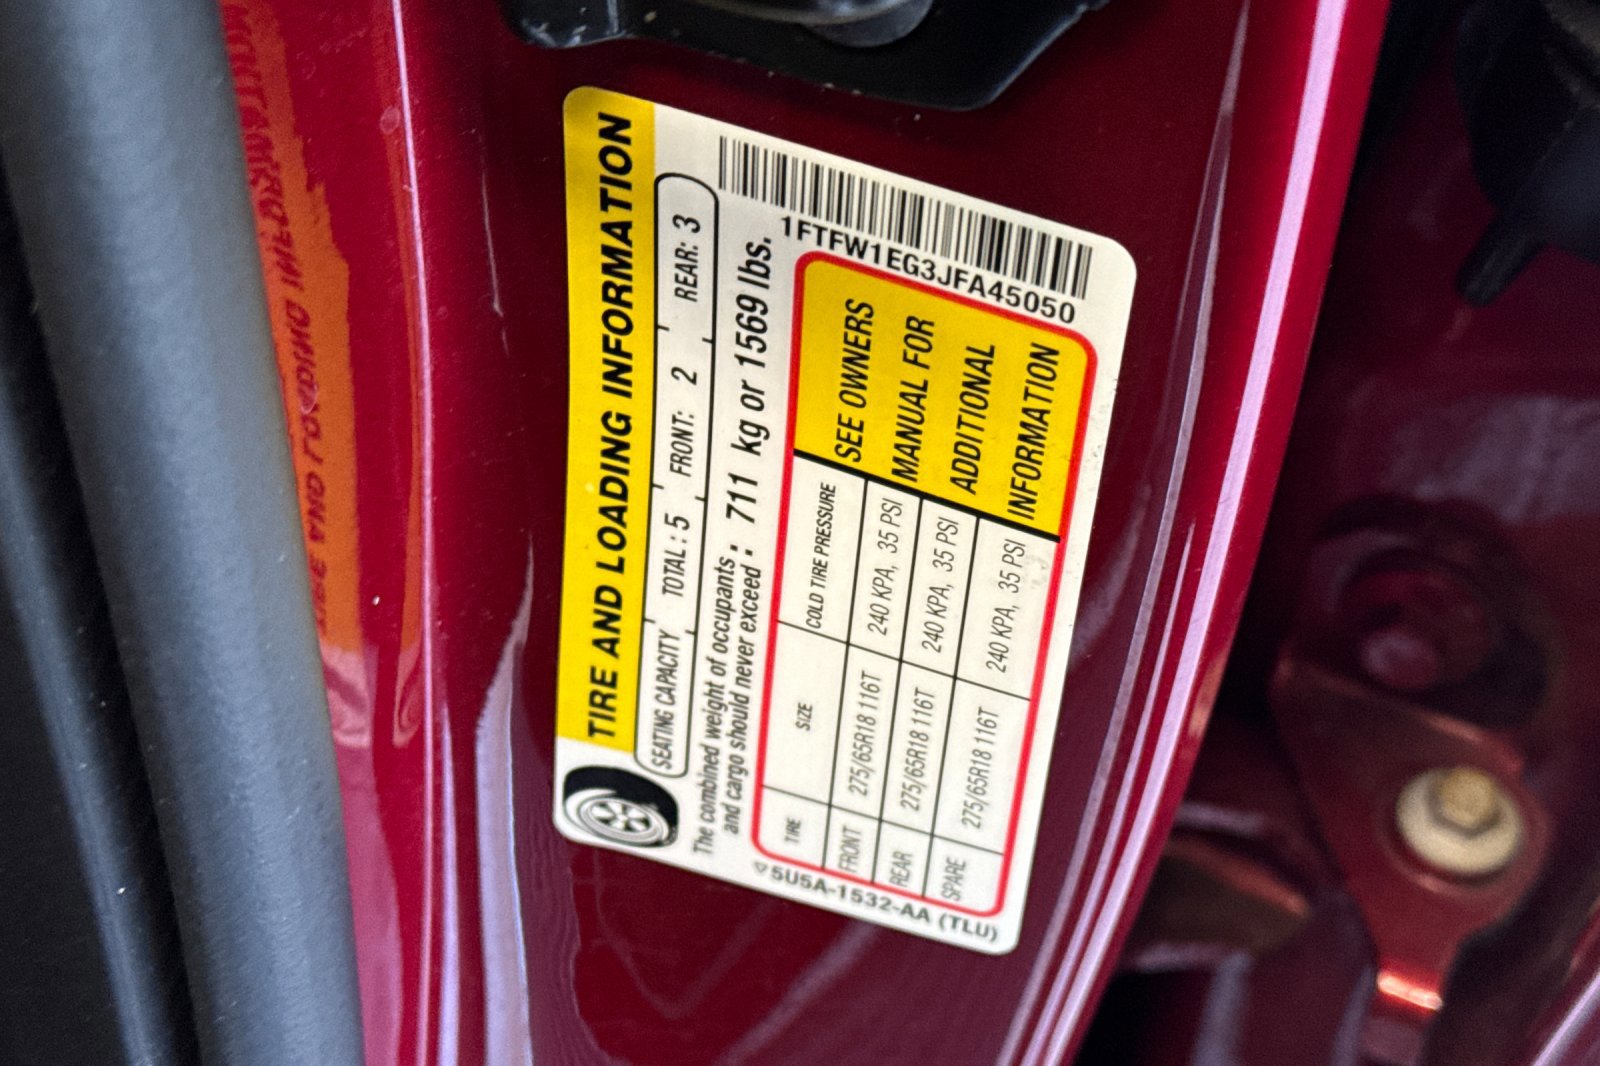 TIRE AND LOADING INFORMATION
SEATING CAPACITY TOTAL: 5 FRONT: 2 REAR: 3
The combined weight of occupants and cargo should never exceed : 711 kg or 1569 lbs.
TIRE SIZE COLD TIRE PRESSURE
FRONT 275/65R18 116T 240 KPA, 35 PSI
REAR 275/65R18 116T 240 KPA, 35 PSI
SPARE 275/65R18 116T 240 KPA, 35 PSI
SEE OWNERS
MANUAL FOR
ADDITIONAL
INFORMATION
1FTFW1EG3JFA45050
5U5A-1532-AA (TLU)